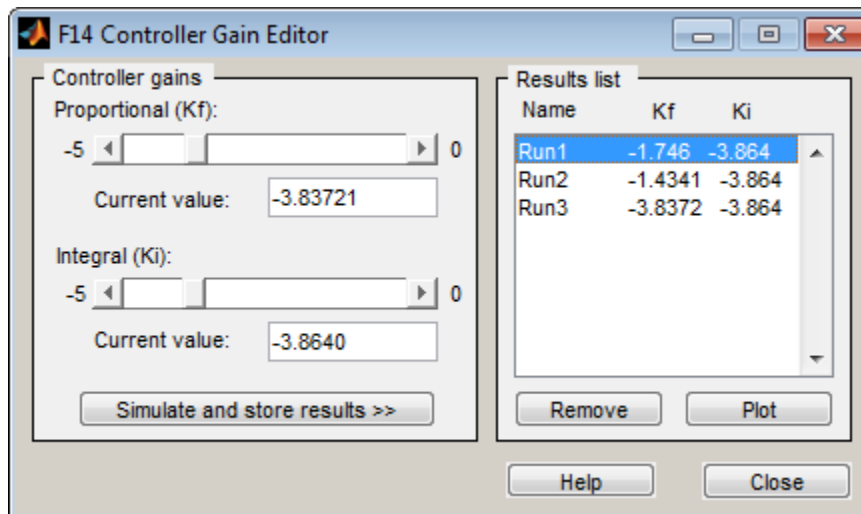 F14 Controller Gain Editor
Controller gains
Proportional (Kf):
-5 0
Current value: -3.83721
Integral (Ki):
-5 0
Current value: -3.8640
Simulate and store results >>
Results list
Name Kf Ki
Run1 -1.746 -3.864
Run2 -1.4341 -3.864
Run3 -3.8372 -3.864
Remove Plot
Help Close